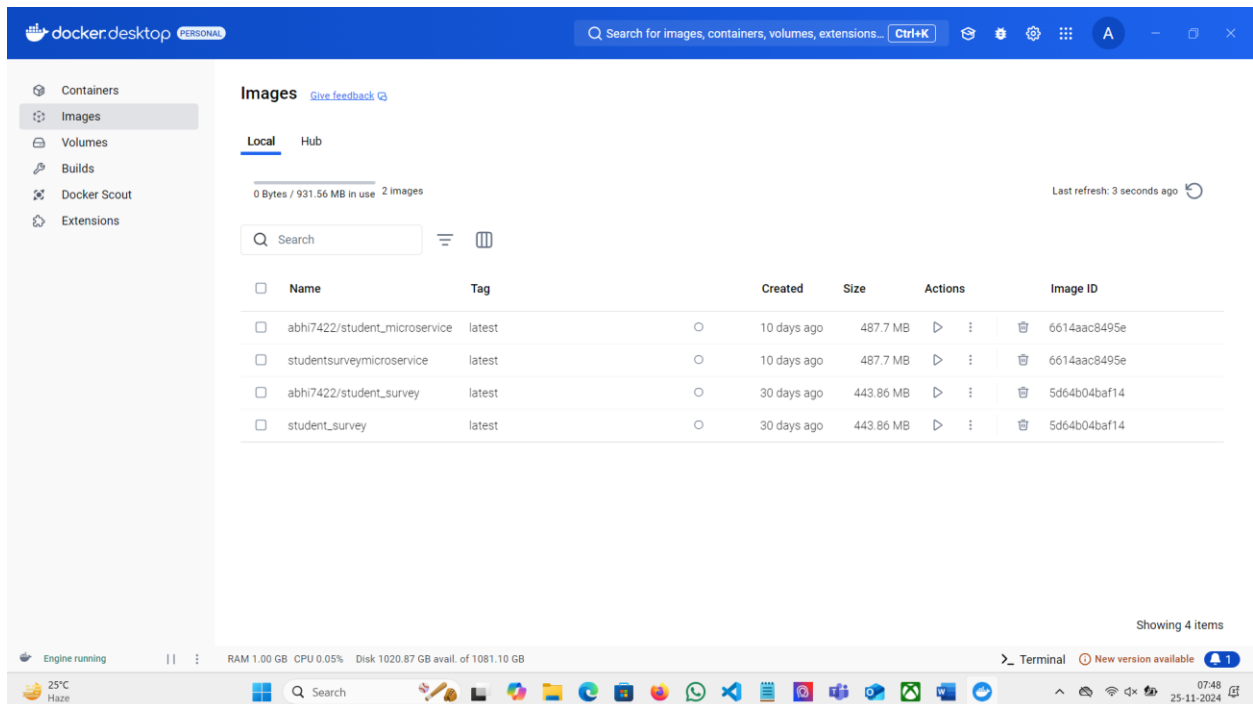 docker.desktop PERSONAL Search for images, containers, volumes, extensions... Ctrl+K A
Containers
Images
Volumes
Builds
Docker Scout
Extensions
Images Give feedback
Local Hub
0 Bytes / 931.56 MB in use 2 images Last refresh: 3 seconds ago
Search
Name Tag Created Size Actions Image ID
abhi7422/student_microservice latest 10 days ago 487.7 MB 6614aac8495e
studentsurveymicroservice latest 10 days ago 487.7 MB 6614aac8495e
abhi7422/student_survey latest 30 days ago 443.86 MB 5d64b04baf14
student_survey latest 30 days ago 443.86 MB 5d64b04baf14
Showing 4 items
Engine running RAM 1.00 GB CPU 0.05% Disk 1020.87 GB avail. of 1081.10 GB >_ Terminal New version available 1
25°C
Haze
Search
07:48
25-11-2024